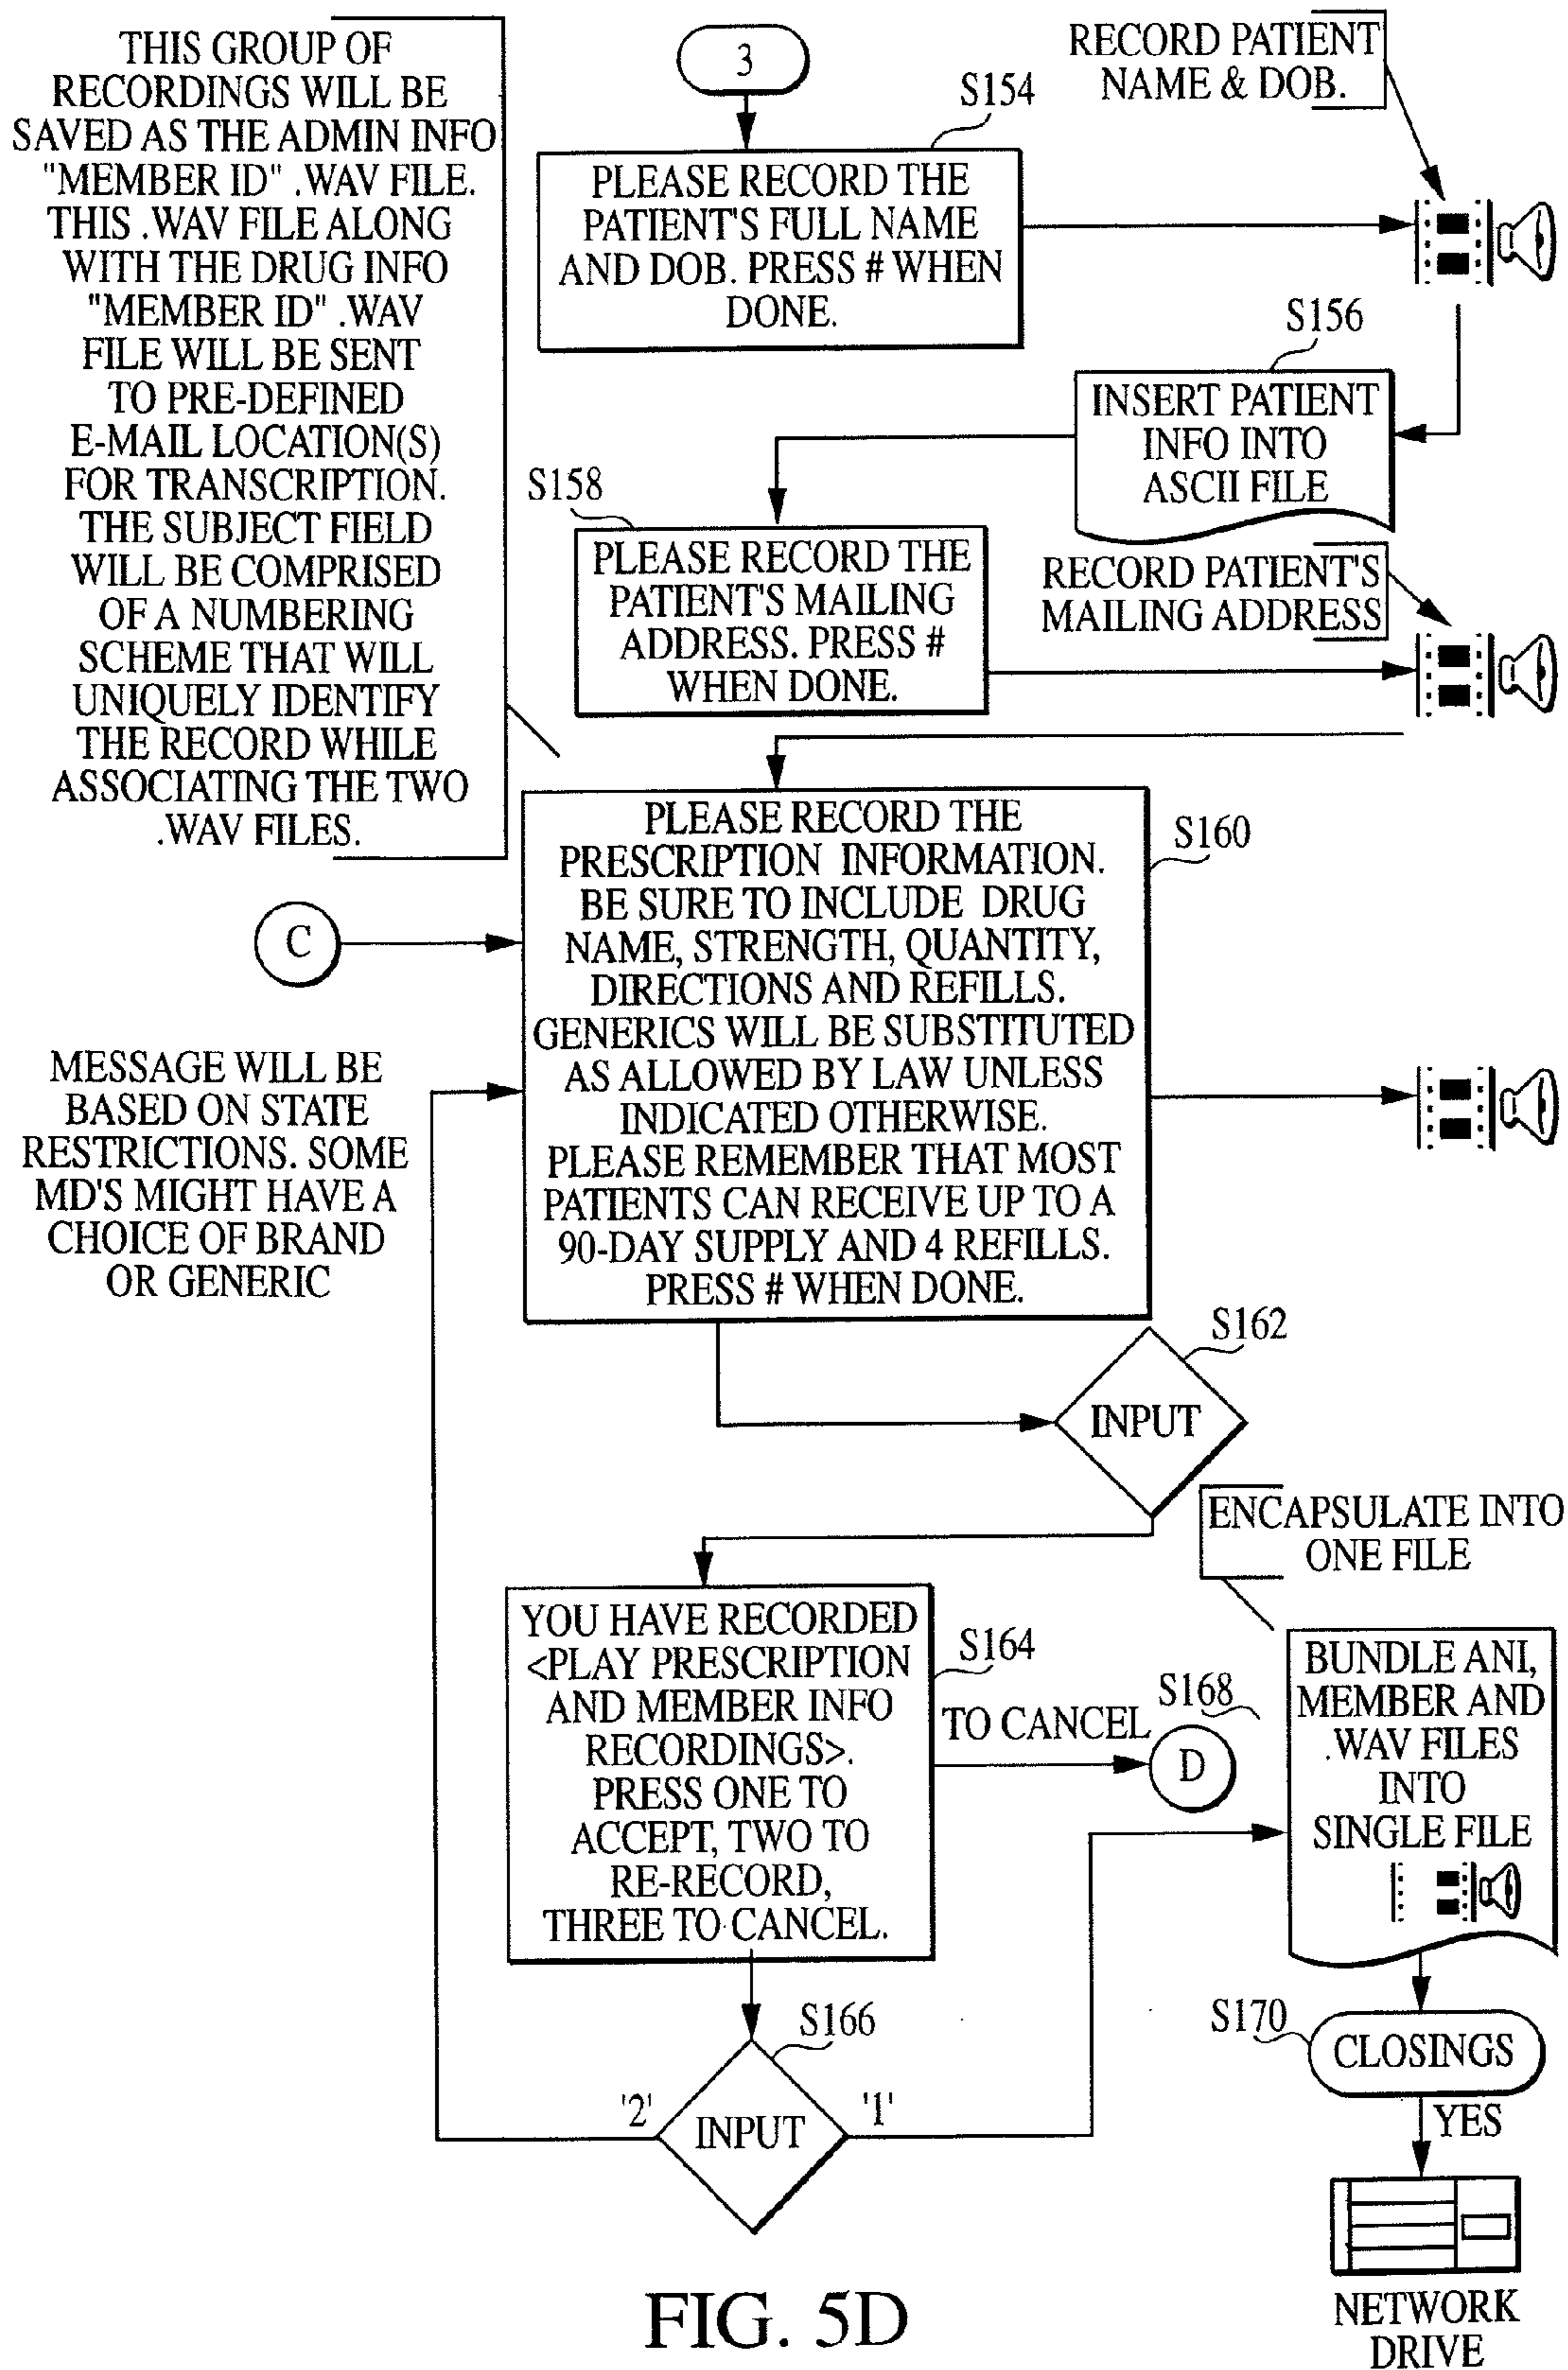 THIS GROUP OF
RECORDINGS WILL BE
SAVED AS THE ADMIN INFO
"MEMBER ID" .WAV FILE.
THIS .WAV FILE ALONG
WITH THE DRUG INFO
"MEMBER ID" .WAV
FILE WILL BE SENT
TO PRE-DEFINED
E-MAIL LOCATION(S)
FOR TRANSCRIPTION.
THE SUBJECT FIELD
WILL BE COMPRISED
OF A NUMBERING
SCHEME THAT WILL
UNIQUELY IDENTIFY
THE RECORD WHILE
ASSOCIATING THE TWO
.WAV FILES.
3
RECORD PATIENT
NAME & DOB.
S154
PLEASE RECORD THE
PATIENT'S FULL NAME
AND DOB. PRESS # WHEN
DONE.
S156
INSERT PATIENT
INFO INTO
ASCII FILE
S158
PLEASE RECORD THE
PATIENT'S MAILING
ADDRESS. PRESS #
WHEN DONE.
RECORD PATIENT'S
MAILING ADDRESS
S160
PLEASE RECORD THE
PRESCRIPTION INFORMATION.
BE SURE TO INCLUDE DRUG
NAME, STRENGTH, QUANTITY,
DIRECTIONS AND REFILLS.
GENERICS WILL BE SUBSTITUTED
AS ALLOWED BY LAW UNLESS
INDICATED OTHERWISE.
PLEASE REMEMBER THAT MOST
PATIENTS CAN RECEIVE UP TO A
90-DAY SUPPLY AND 4 REFILLS.
PRESS # WHEN DONE.
C
MESSAGE WILL BE
BASED ON STATE
RESTRICTIONS. SOME
MD'S MIGHT HAVE A
CHOICE OF BRAND
OR GENERIC
S162
INPUT
ENCAPSULATE INTO
ONE FILE
YOU HAVE RECORDED
<PLAY PRESCRIPTION
AND MEMBER INFO
RECORDINGS>.
PRESS ONE TO
ACCEPT, TWO TO
RE-RECORD,
THREE TO CANCEL.
S164
TO CANCEL
D
S168
BUNDLE ANI,
MEMBER AND
.WAV FILES
INTO
SINGLE FILE
S166
'2'
INPUT
'1'
S170
CLOSINGS
YES
NETWORK
DRIVE
FIG. 5D